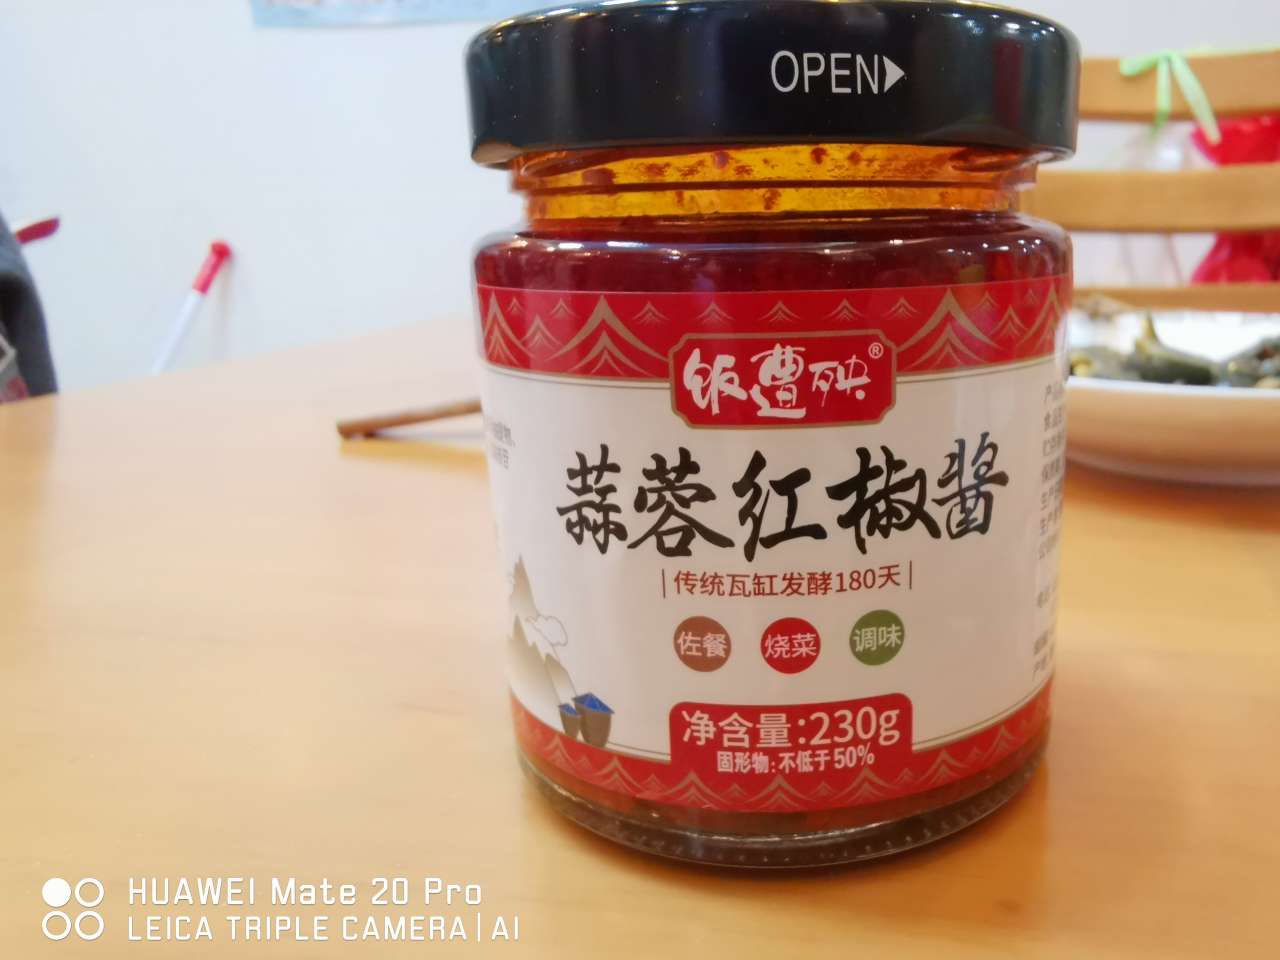 OPEN
饭遭殃®
蒜蓉红椒酱
传统瓦缸发酵180天
佐餐 烧菜 调味
净含量:230g
固形物:不低于50%
HUAWEI Mate 20 Pro
LEICA TRIPLE CAMERA | AI